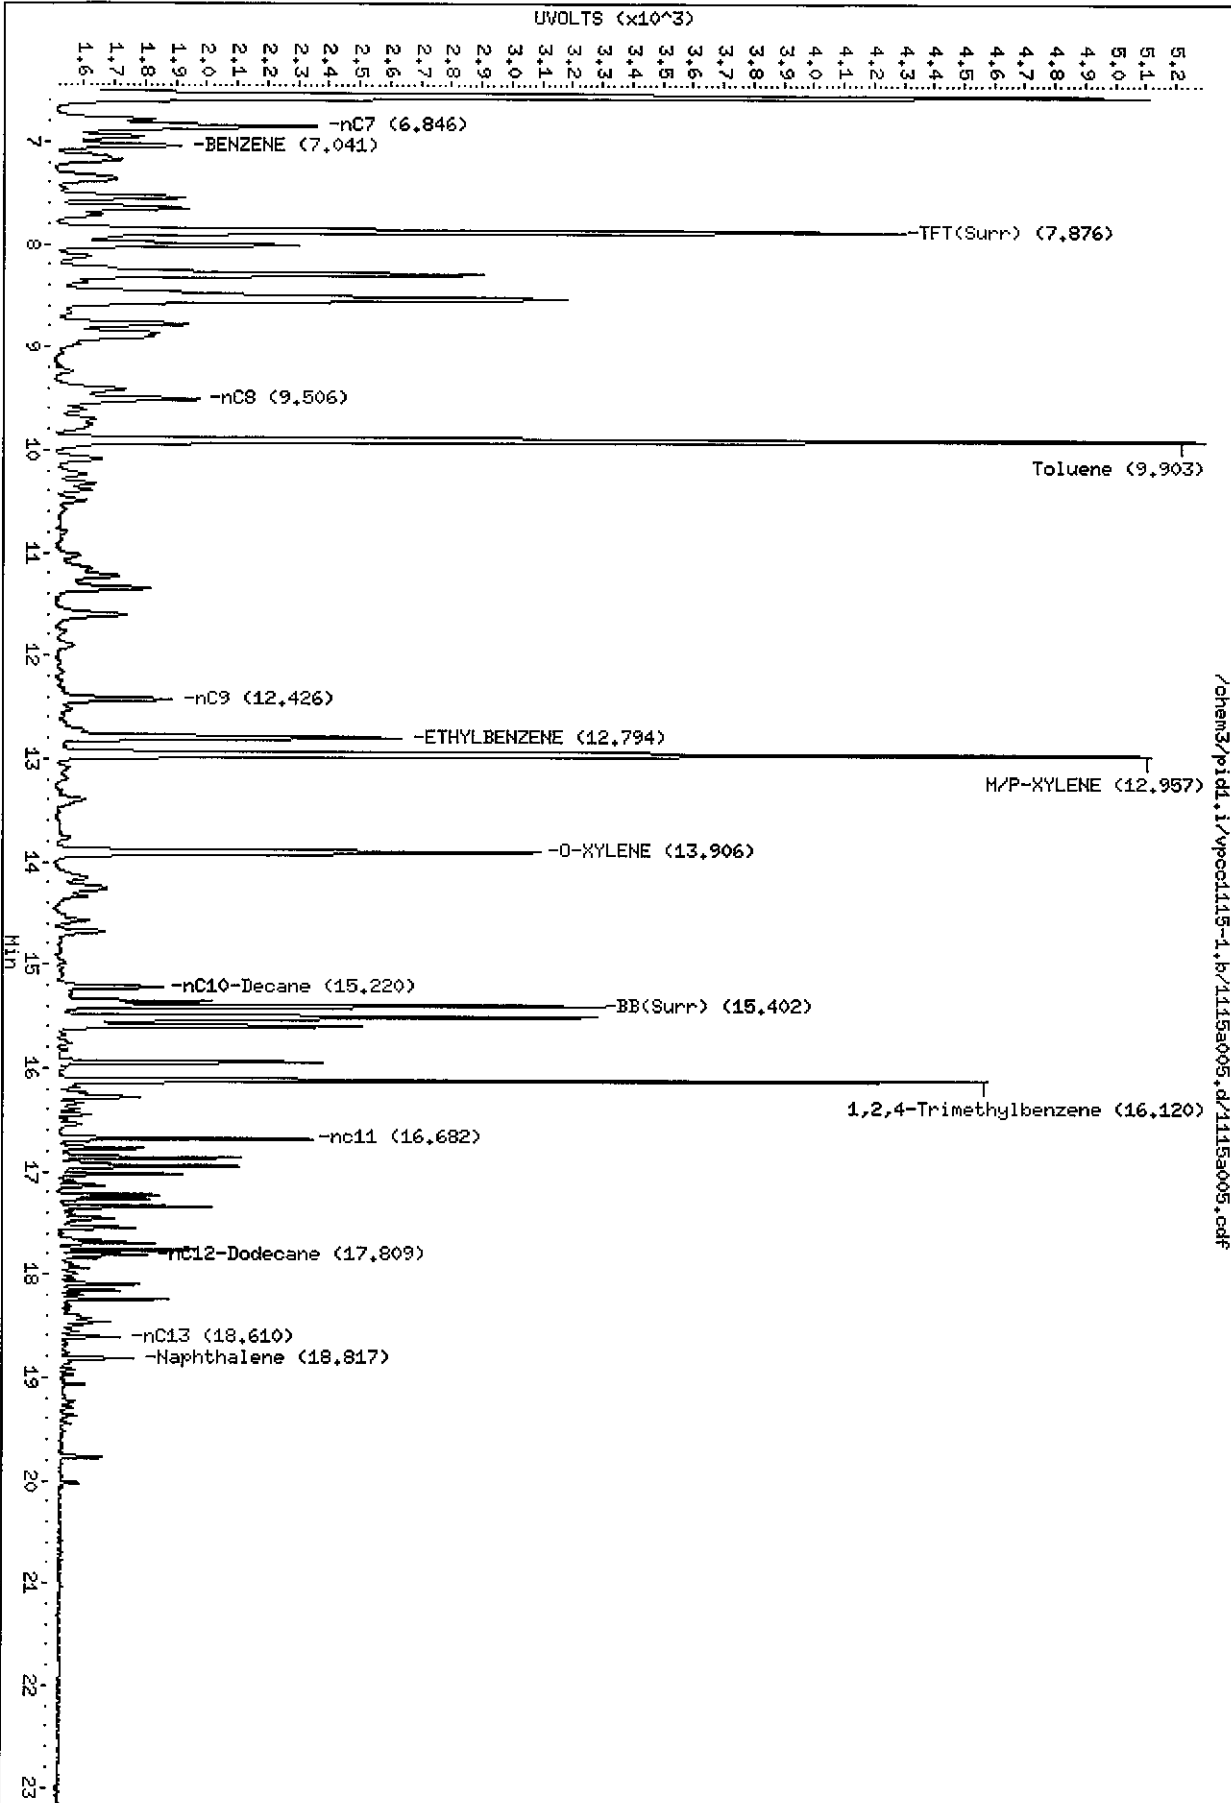 /chem3/pid1.i/vpcc1115-1.b/1115a005.d/1115a005.cdf
UVOLTS (x10^3)
1.6
1.7
1.8
1.9
2.0
2.1
2.2
2.3
2.4
2.5
2.6
2.7
2.8
2.9
3.0
3.1
3.2
3.3
3.4
3.5
3.6
3.7
3.8
3.9
4.0
4.1
4.2
4.3
4.4
4.5
4.6
4.7
4.8
4.9
5.0
5.1
5.2
-nC7 (6.846)
-BENZENE (7.041)
-TFT(Surr) (7.876)
-nC8 (9.506)
Toluene (9.903)
-nC9 (12.426)
-ETHYLBENZENE (12.794)
M/P-XYLENE (12.957)
-O-XYLENE (13.906)
-nC10-Decane (15.220)
-BB(Surr) (15.402)
1,2,4-Trimethylbenzene (16.120)
-nc11 (16.682)
-nC12-Dodecane (17.809)
-nC13 (18.610)
-Naphthalene (18.817)
7
8
9
10
11
12
13
14
15
16
17
18
19
20
21
22
23
Min